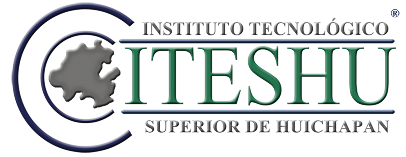 INSTITUTO TECNOLÓGICO ®
ITESHU
SUPERIOR DE HUICHAPAN